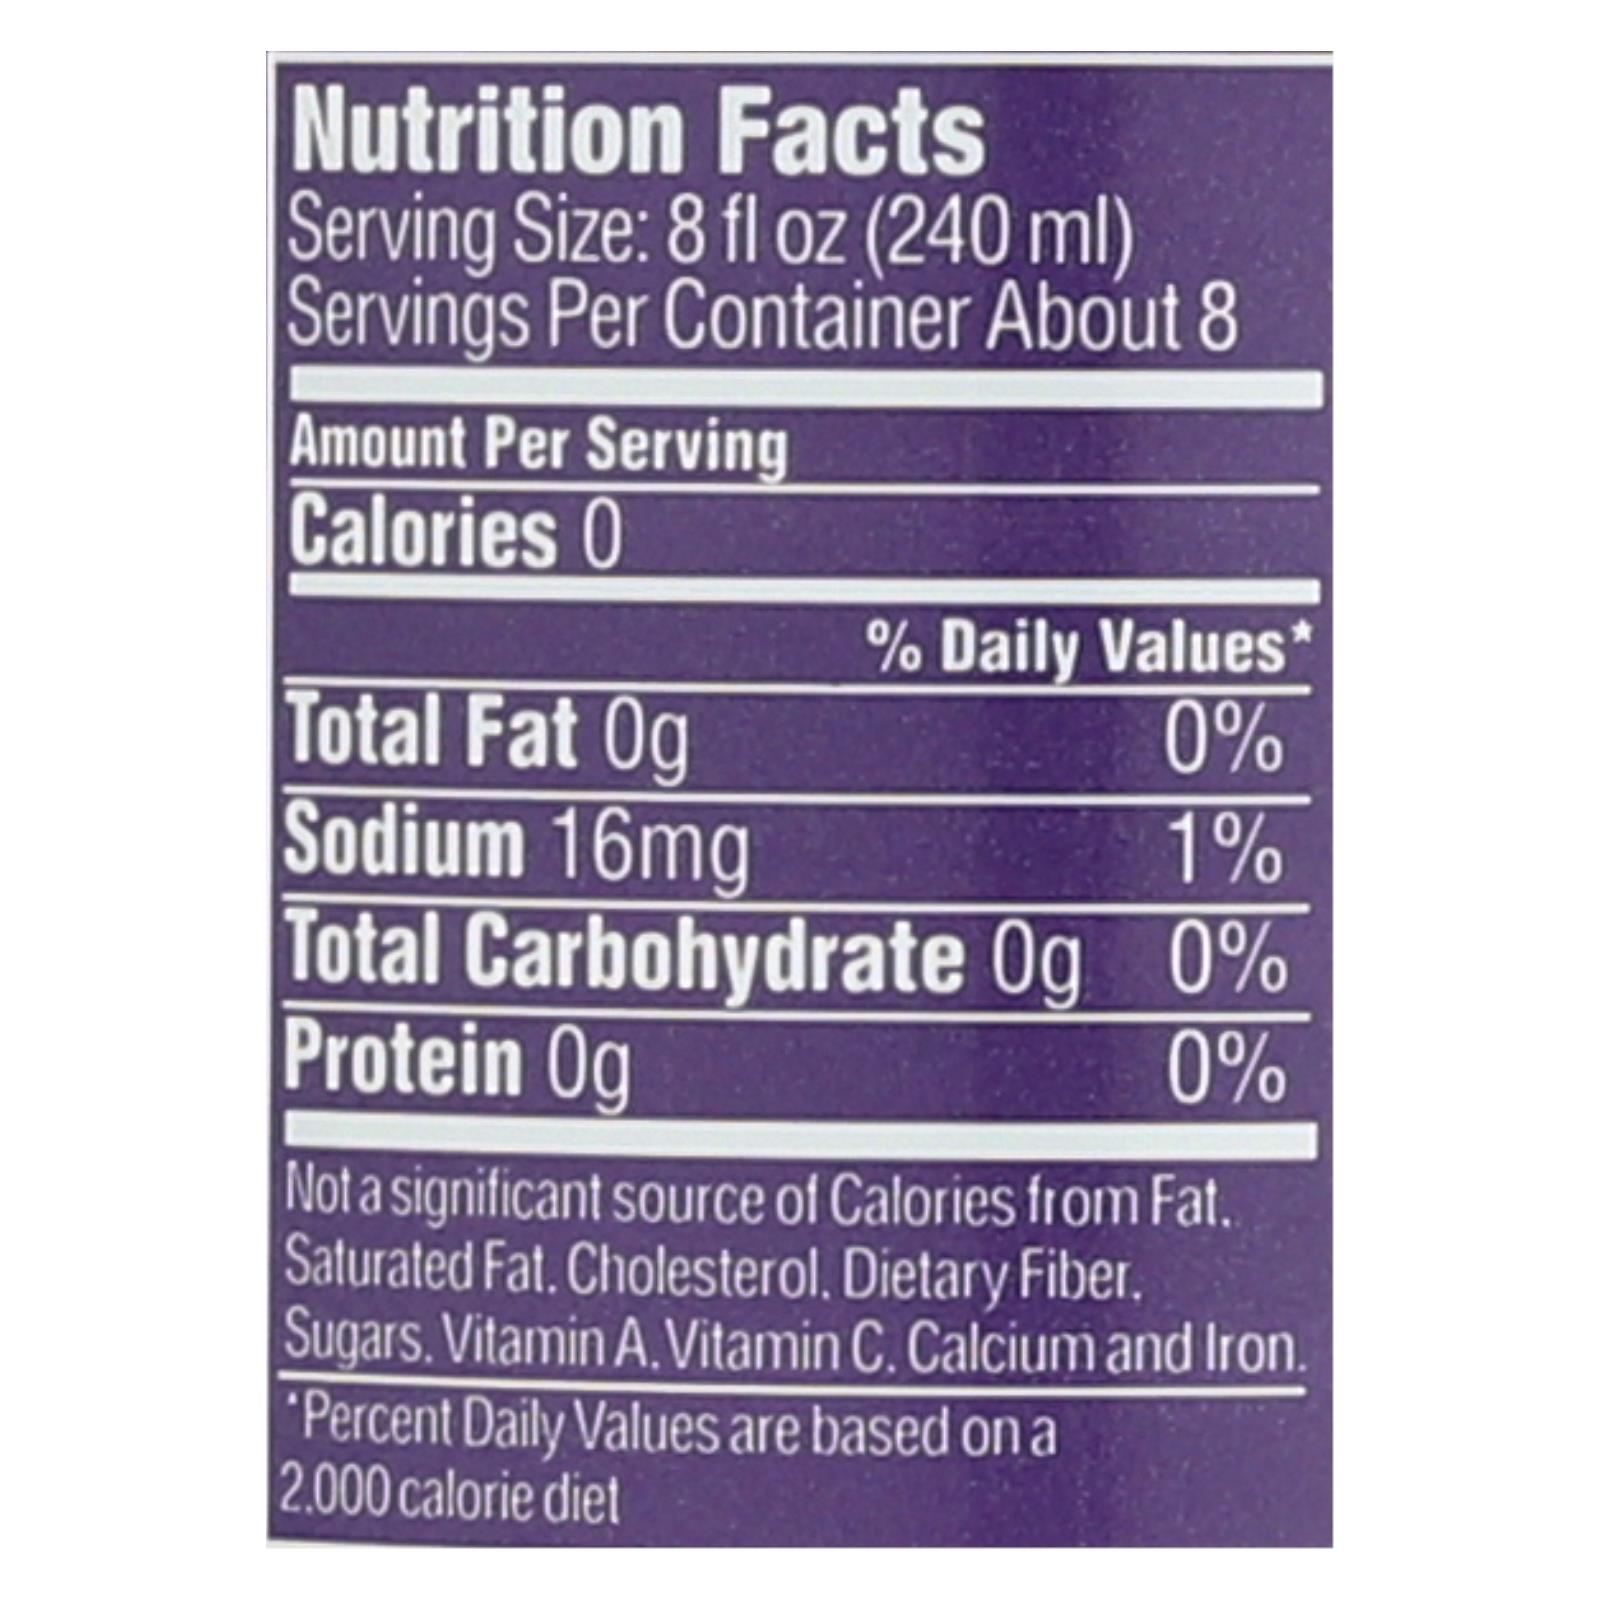 Nutrition Facts
Serving Size: 8 fl oz (240 ml)
Servings Per Container About 8
Amount Per Serving
Calories 0
% Daily Values*
Total Fat 0g 0%
Sodium 16mg 1%
Total Carbohydrate 0g 0%
Protein 0g 0%
Not a significant source of Calories from Fat,
Saturated Fat, Cholesterol, Dietary Fiber,
Sugars, Vitamin A, Vitamin C, Calcium and Iron.
*Percent Daily Values are based on a
2,000 calorie diet